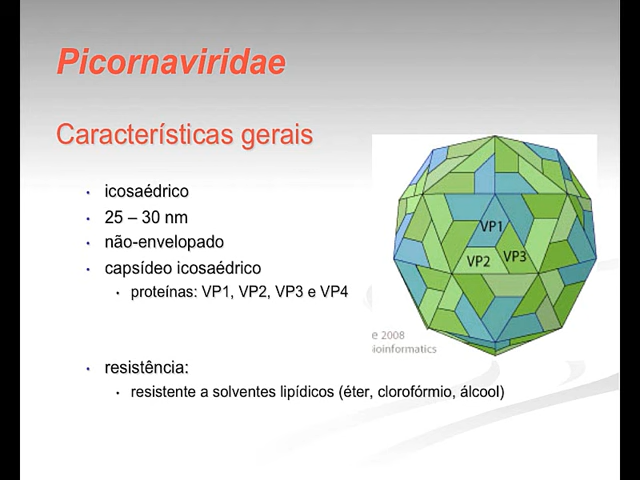 Picornaviridae
Características gerais
• icosaédrico
• 25 – 30 nm
• não-envelopado
• capsídeo icosaédrico
• proteínas: VP1, VP2, VP3 e VP4
VP1
VP2
VP3
e 2008
ioinformatics
• resistência:
• resistente a solventes lipídicos (éter, clorofórmio, álcool)